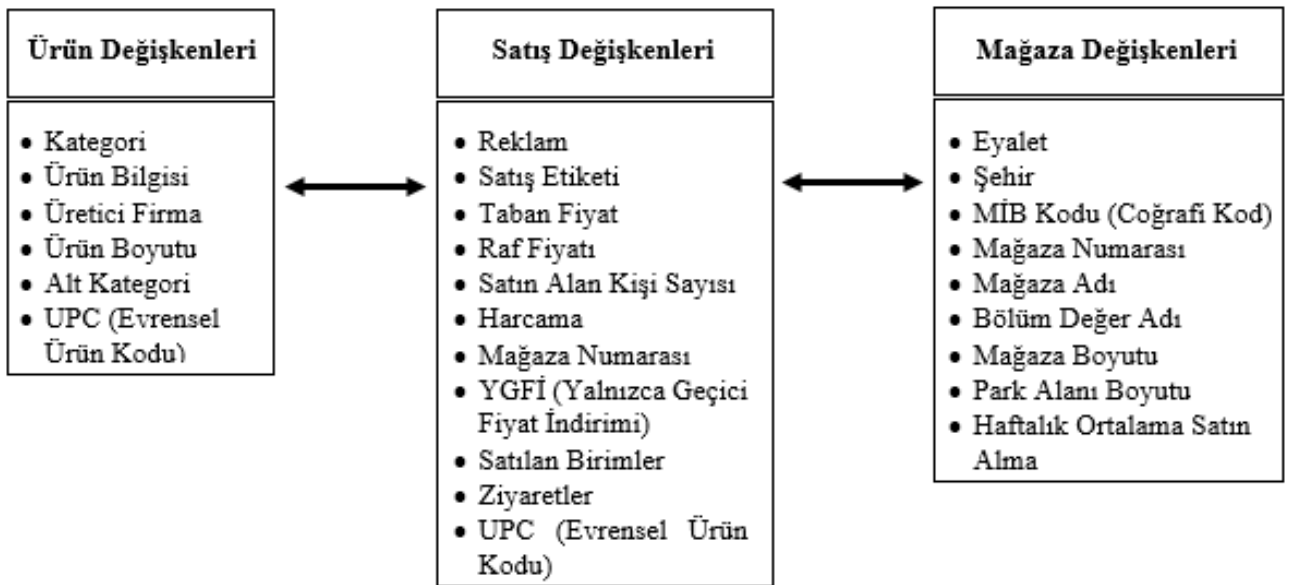 Ürün Değişkenleri
• Kategori
• Ürün Bilgisi
• Üretici Firma
• Ürün Boyutu
• Alt Kategori
• UPC (Evrensel
Ürün Kodu)
Satış Değişkenleri
• Reklam
• Satış Etiketi
• Taban Fiyat
• Raf Fiyatı
• Satın Alan Kişi Sayısı
• Harcama
• Mağaza Numarası
• YGFİ (Yalnızca Geçici
Fiyat İndirimi)
• Satılan Birimler
• Ziyaretler
• UPC (Evrensel Ürün
Kodu)
Mağaza Değişkenleri
• Eyalet
• Şehir
• MİB Kodu (Coğrafi Kod)
• Mağaza Numarası
• Mağaza Adı
• Bölüm Değer Adı
• Mağaza Boyutu
• Park Alanı Boyutu
• Haftalık Ortalama Satın
Alma